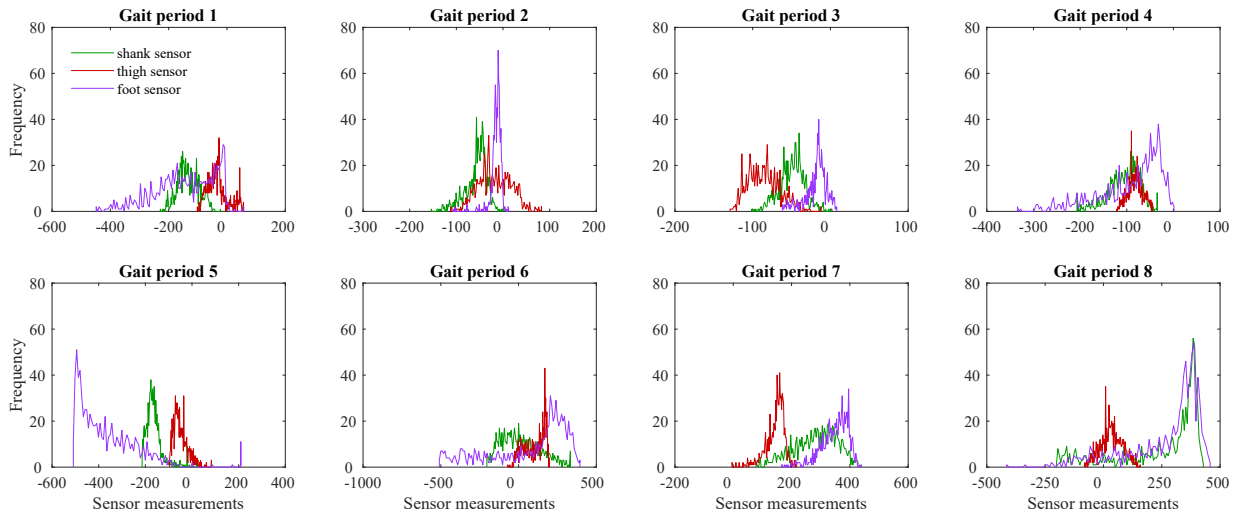 Gait period 1
Gait period 2
Gait period 3
Gait period 4
80
60
40
20
0
Frequency
shank sensor
thigh sensor
foot sensor
-600 -400 -200 0 200
80
60
40
20
0
-300 -200 -100 0 100 200
80
60
40
20
0
-200 -100 0 100
80
60
40
20
0
-400 -300 -200 -100 0 100
Gait period 5
Gait period 6
Gait period 7
Gait period 8
80
60
40
20
0
Frequency
-600 -400 -200 0 200 400
Sensor measurements
80
60
40
20
0
-1000 -500 0 500
Sensor measurements
80
60
40
20
0
-200 0 200 400 600
Sensor measurements
80
60
40
20
0
-500 -250 0 250 500
Sensor measurements